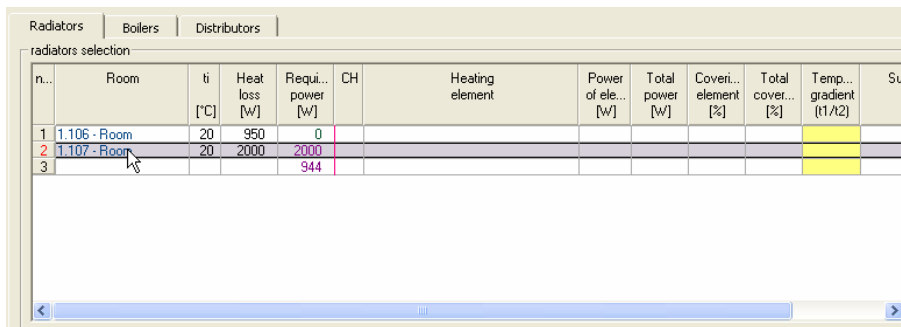 Radiators Boilers Distributors
radiators selection
n... Room ti Heat Requi... CH Heating Power Total Coveri... Total Temp... Su
loss power element of ele... power element cover... gradient
[°C] [W] [W] [W] [W] [%] [%] (t1/t2)
1 1.106 - Room 20 950 0
2 1.107 - Room 20 2000 2000
3 944